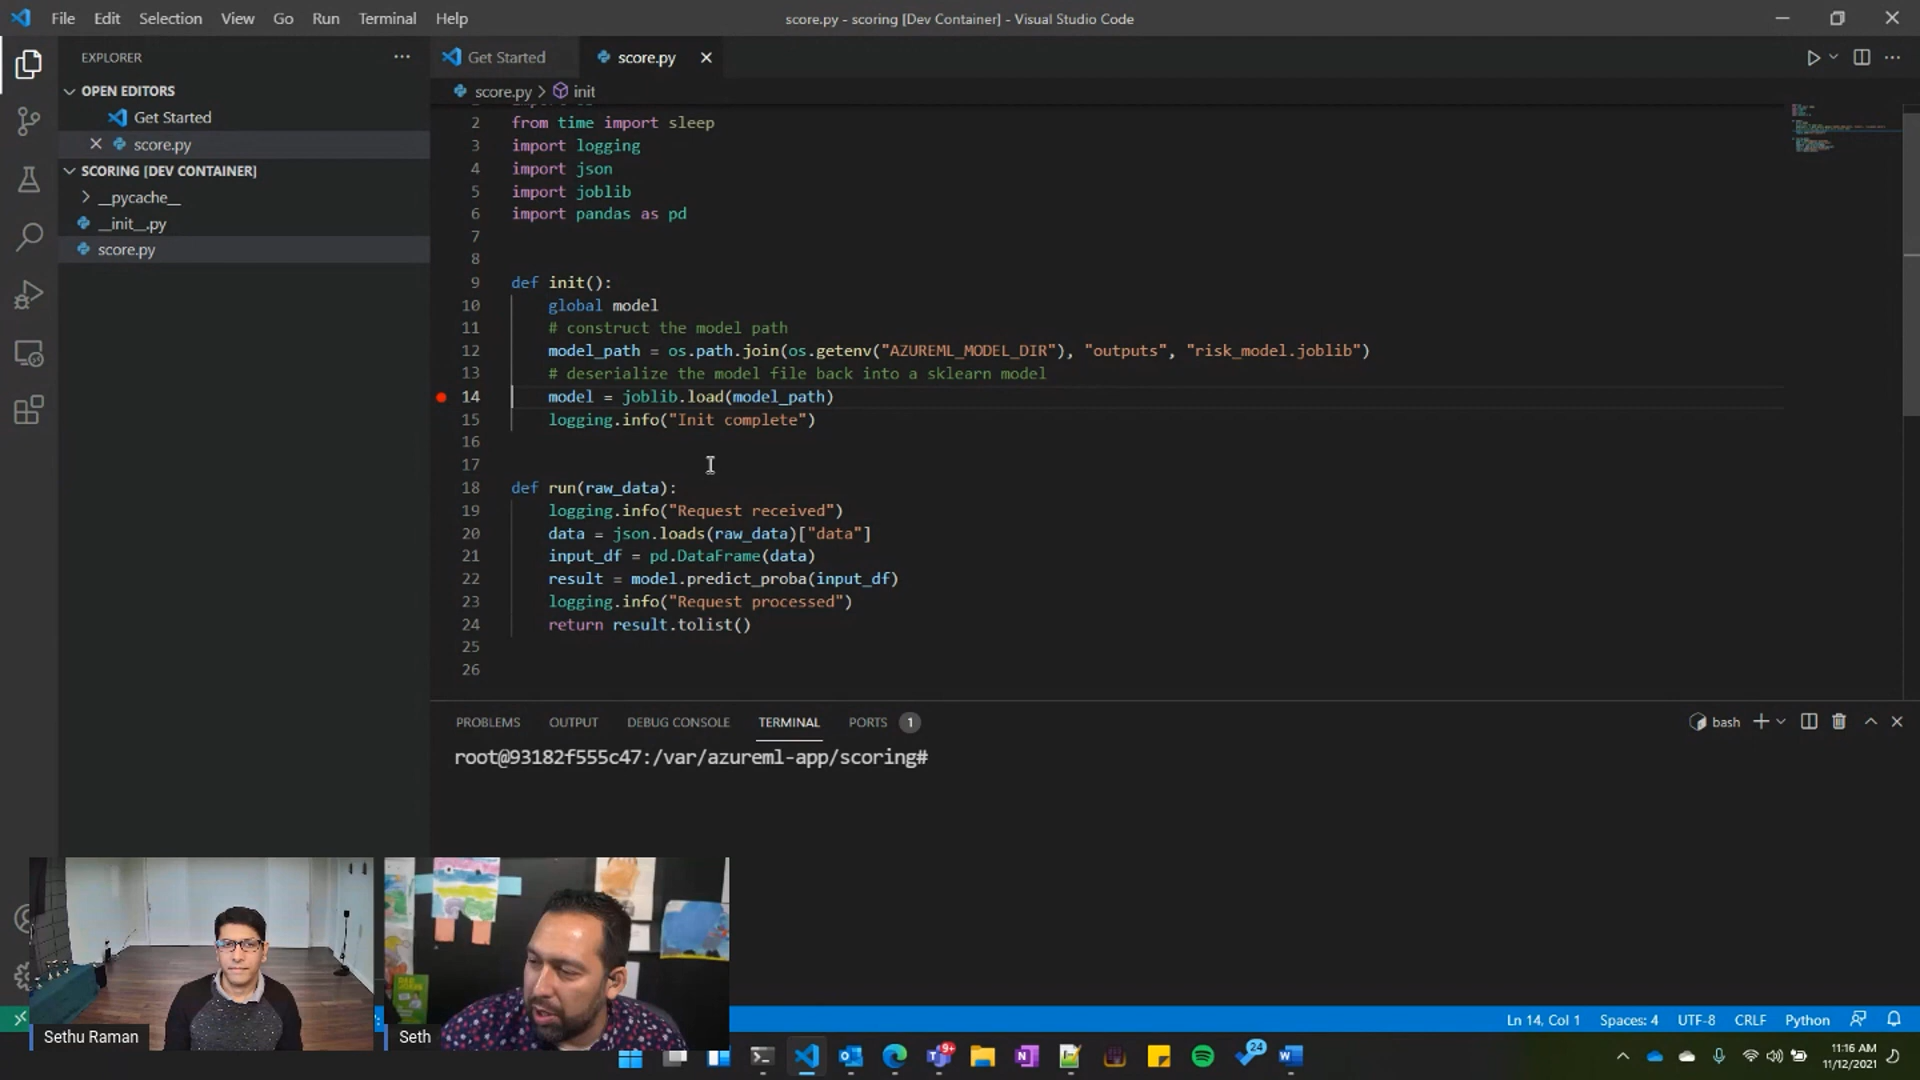 File Edit Selection View Go Run Terminal Help
score.py - scoring [Dev Container] - Visual Studio Code
EXPLORER
OPEN EDITORS
Get Started
score.py
SCORING [DEV CONTAINER]
__pycache__
__init__.py
score.py
Get Started
score.py
score.py > init
2 from time import sleep
3 import logging
4 import json
5 import joblib
6 import pandas as pd
7
8
9 def init():
10 global model
11 # construct the model path
12 model_path = os.path.join(os.getenv("AZUREML_MODEL_DIR"), "outputs", "risk_model.joblib")
13 # deserialize the model file back into a sklearn model
14 model = joblib.load(model_path)
15 logging.info("Init complete")
16
17
18 def run(raw_data):
19 logging.info("Request received")
20 data = json.loads(raw_data)["data"]
21 input_df = pd.DataFrame(data)
22 result = model.predict_proba(input_df)
23 logging.info("Request processed")
24 return result.tolist()
25
26
PROBLEMS OUTPUT DEBUG CONSOLE TERMINAL PORTS 1
bash
root@93182f555c47:/var/azureml-app/scoring#
Sethu Raman
Seth
Ln 14, Col 1 Spaces: 4 UTF-8 CRLF Python
9+
24
11:16 AM
11/12/2021